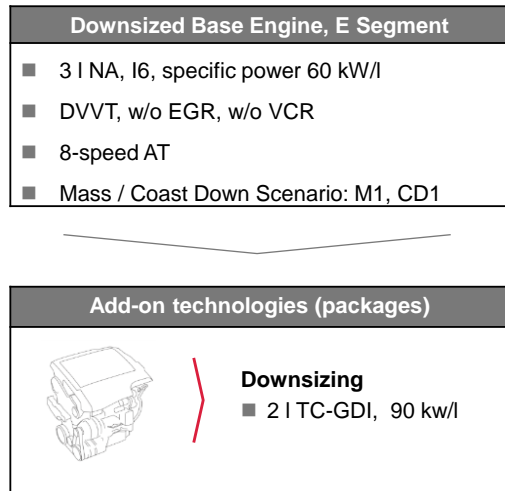 Downsized Base Engine, E Segment
3 l NA, I6, specific power 60 kW/l
DVVT, w/o EGR, w/o VCR
8-speed AT
Mass / Coast Down Scenario: M1, CD1
Add-on technologies (packages)
Downsizing
2 l TC-GDI, 90 kw/l